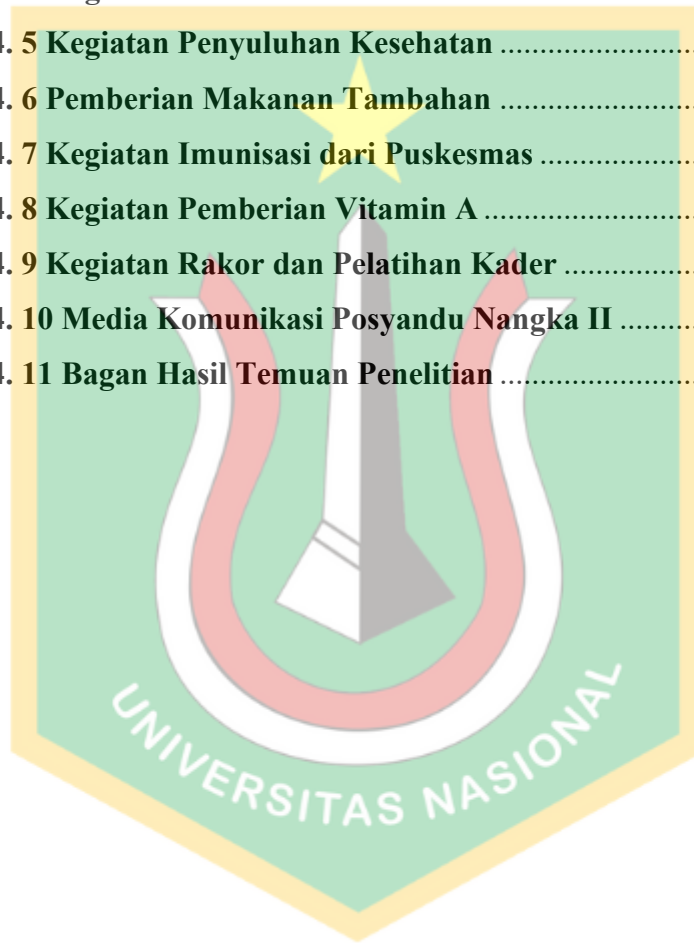 4. 5 Kegiatan Penyuluhan Kesehatan ........................
4. 6 Pemberian Makanan Tambahan ........................
4. 7 Kegiatan Imunisasi dari Puskesmas ...................
4. 8 Kegiatan Pemberian Vitamin A ..........................
4. 9 Kegiatan Rakor dan Pelatihan Kader ................
4. 10 Media Komunikasi Posyandu Nangka II .........
4. 11 Bagan Hasil Temuan Penelitian .........................
UNIVERSITAS NASIONAL